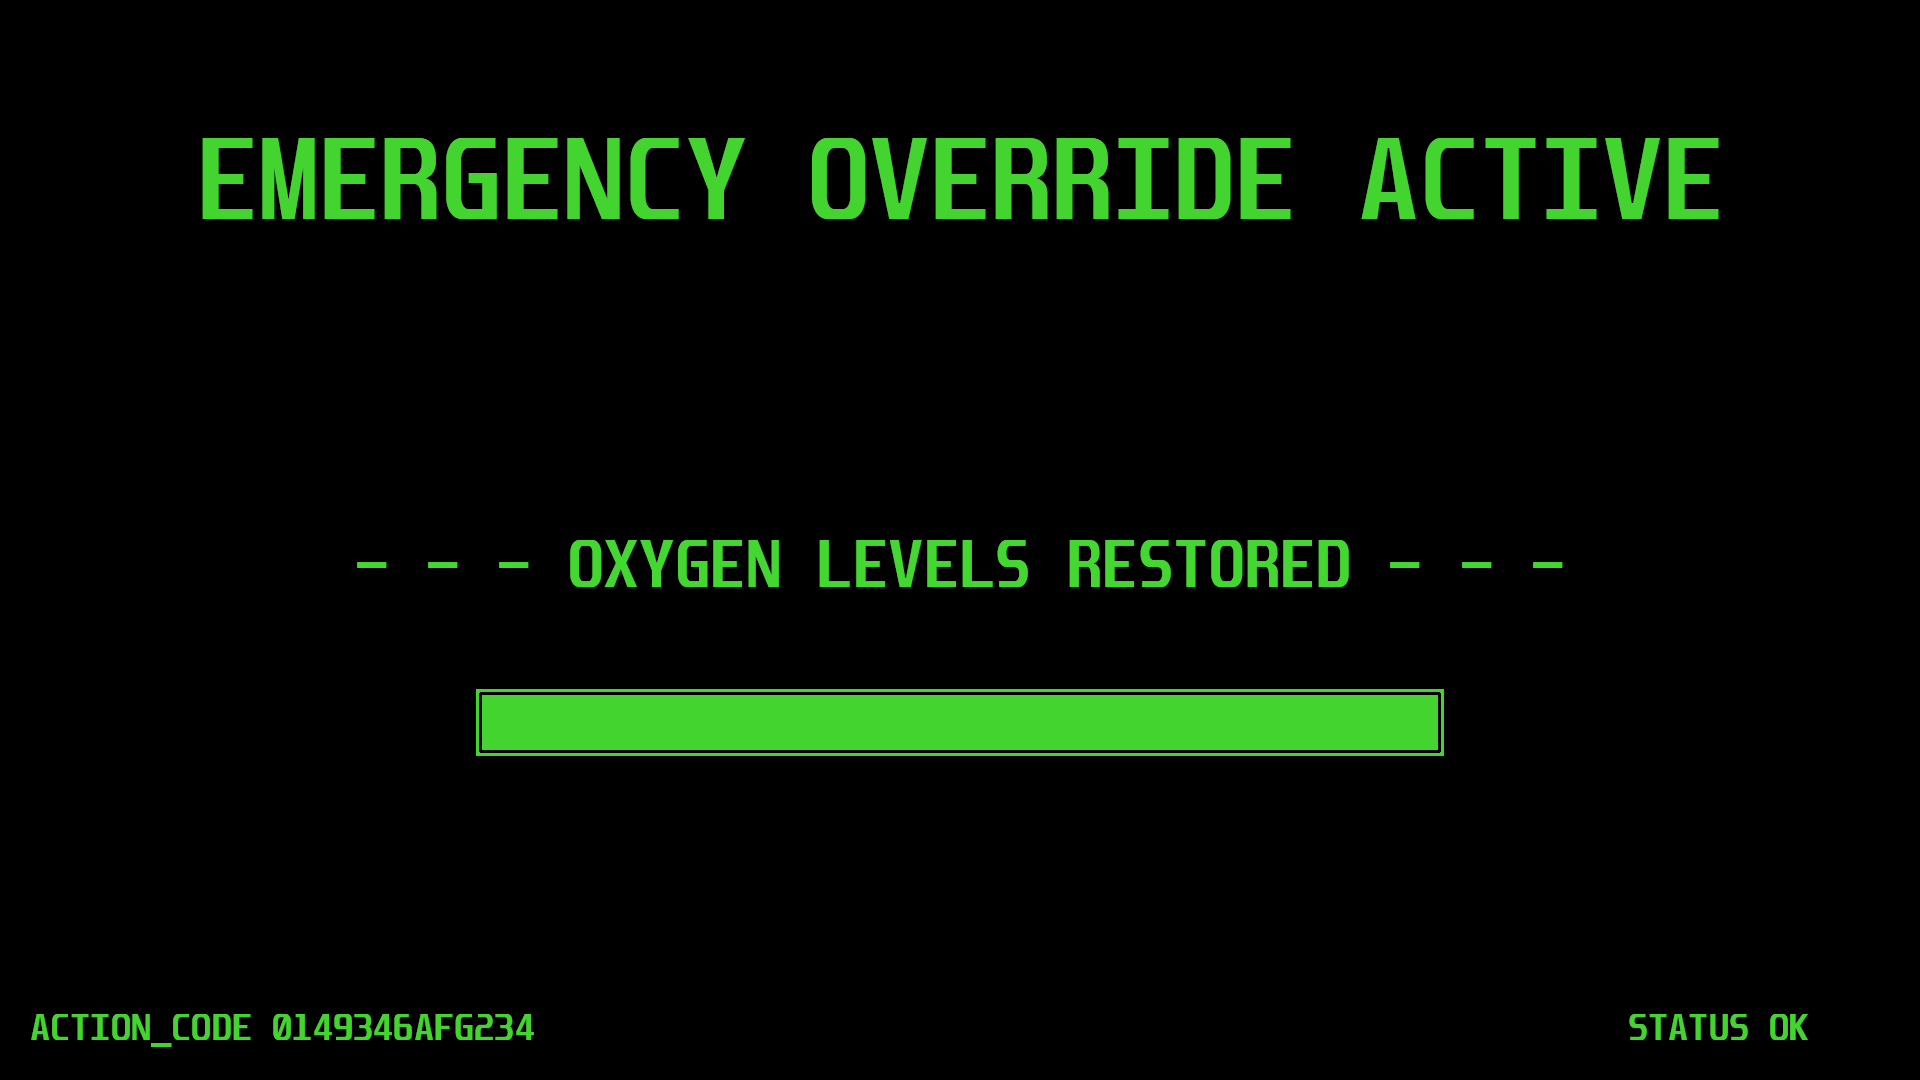 EMERGENCY OVERRIDE ACTIVE
- - - OXYGEN LEVELS RESTORED - - -
ACTION_CODE 0149346AFG234
STATUS OK